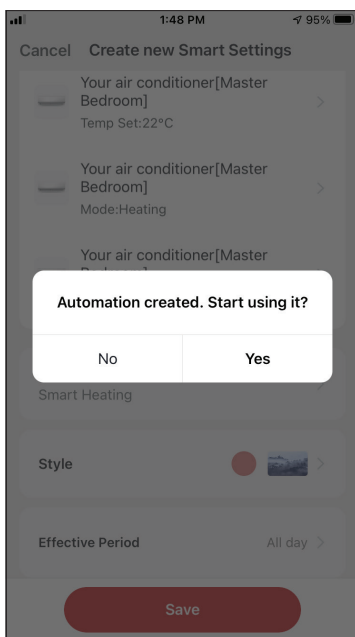 1:48 PM
95%
Cancel Create new Smart Settings
Your air conditioner[Master
Bedroom]
Temp Set:22°C
Your air conditioner[Master
Bedroom]
Mode:Heating
Your air conditioner[Master
Automation created. Start using it?
No Yes
Smart Heating
Style
Effective Period All day
Save